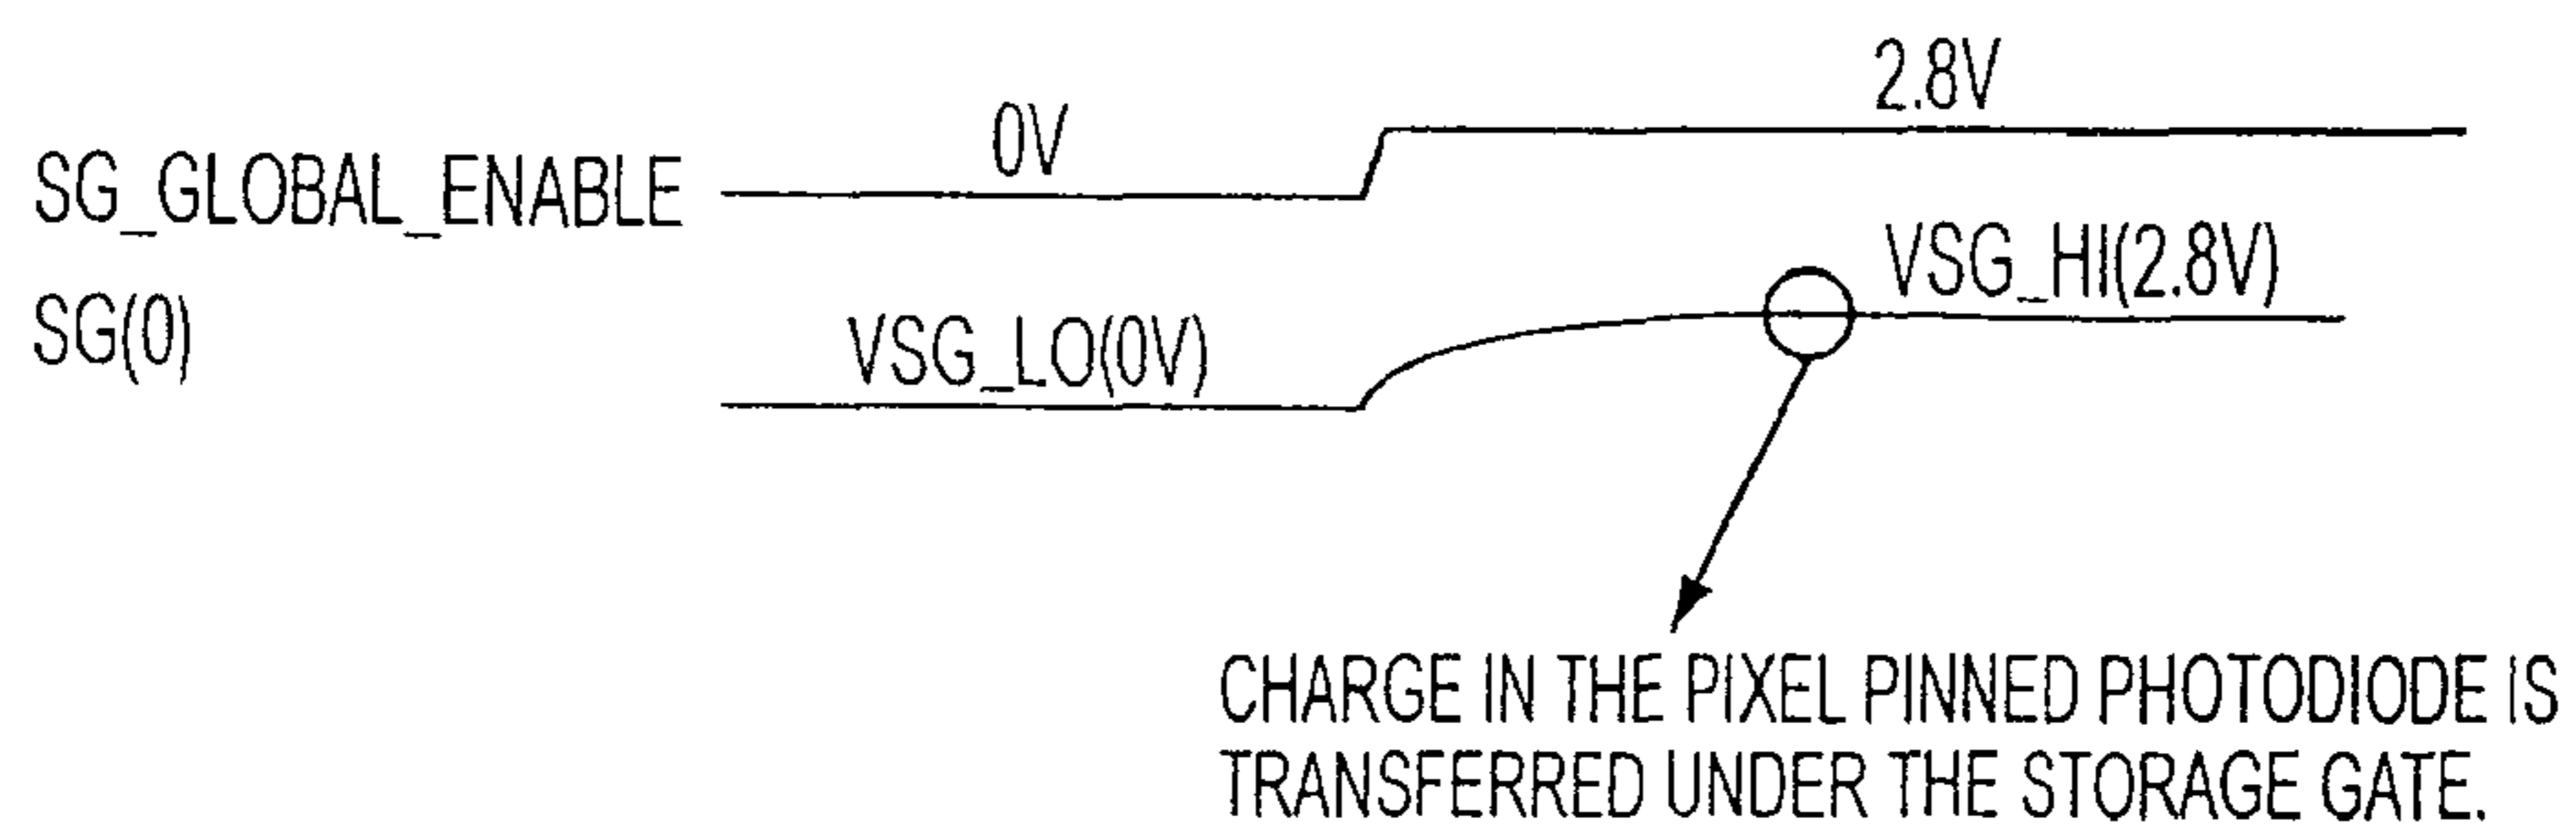 2.8V
0V
SG_GLOBAL_ENABLE
VSG_HI(2.8V)
SG(0)
VSG_LO(0V)
CHARGE IN THE PIXEL PINNED PHOTODIODE IS
TRANSFERRED UNDER THE STORAGE GATE.